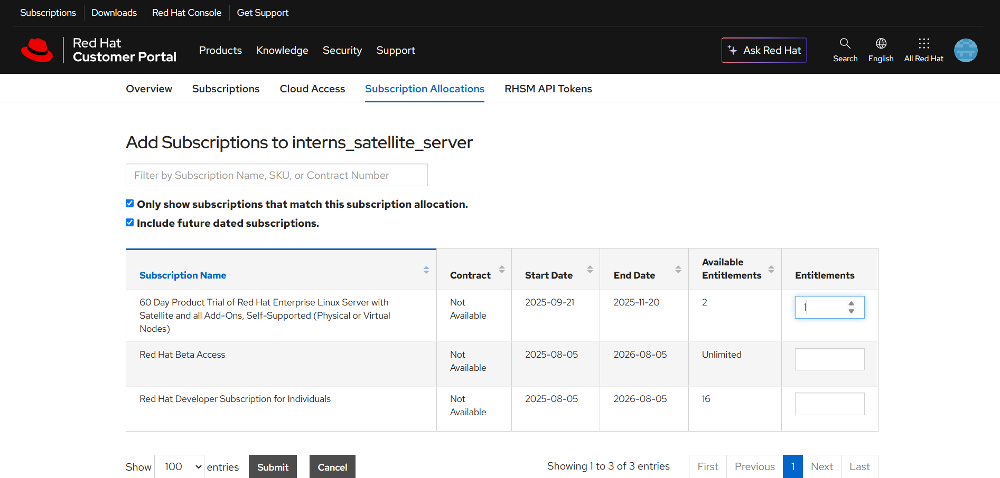 Subscriptions Downloads Red Hat Console Get Support
Red Hat
Customer Portal
Products Knowledge Security Support
Ask Red Hat
Search English All Red Hat
Overview Subscriptions Cloud Access Subscription Allocations RHSM API Tokens
Add Subscriptions to interns_satellite_server
Filter by Subscription Name, SKU, or Contract Number
Only show subscriptions that match this subscription allocation.
Include future dated subscriptions.
Subscription Name Contract Start Date End Date Available Entitlements Entitlements
60 Day Product Trial of Red Hat Enterprise Linux Server with Not 2025-09-21 2025-11-20 2 1
Satellite and all Add-Ons, Self-Supported (Physical or Virtual Available
Nodes)
Red Hat Beta Access Not 2025-08-05 2026-08-05 Unlimited
Available
Red Hat Developer Subscription for Individuals Not 2025-08-05 2026-08-05 16
Available
Show 100 entries Submit Cancel Showing 1 to 3 of 3 entries First Previous 1 Next Last